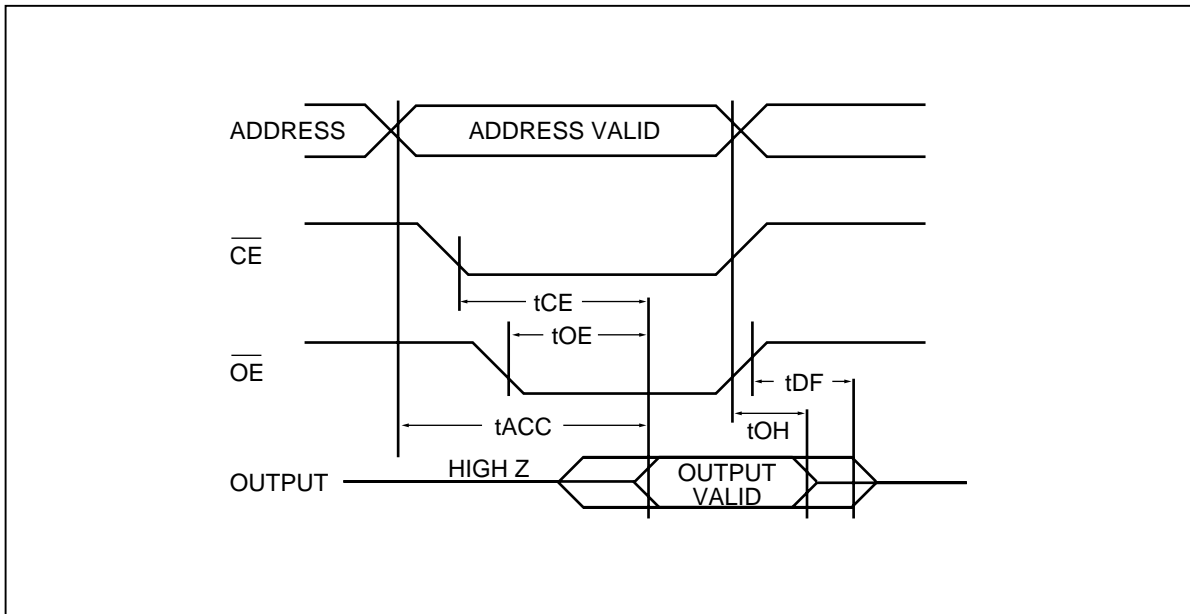 ADDRESS
ADDRESS VALID
CE
tCE
tOE
OE
tDF
tACC
tOH
HIGH Z
OUTPUT
OUTPUT
VALID